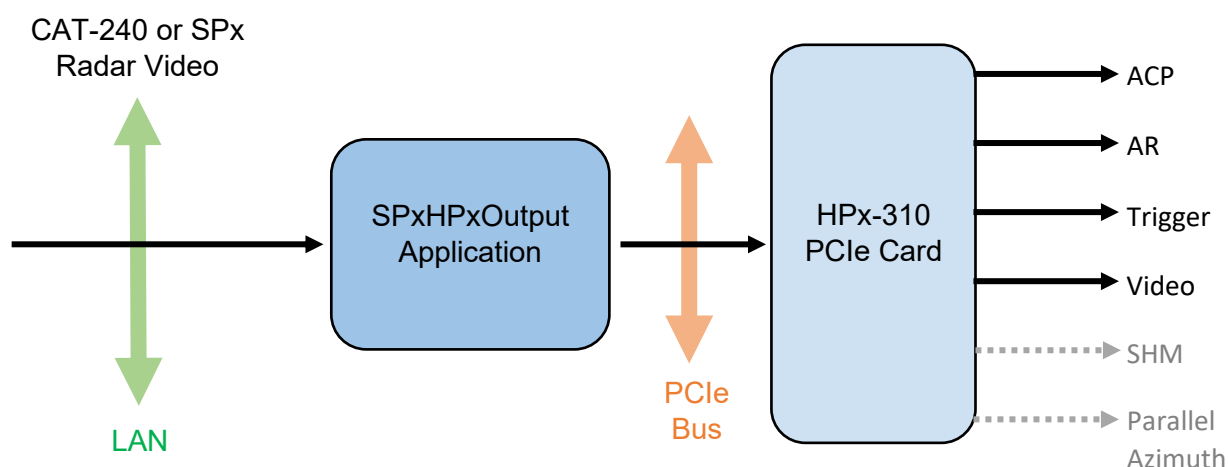 CAT-240 or SPx
Radar Video
LAN
SPxHPxOutput
Application
PCIe
Bus
HPx-310
PCIe Card
ACP
AR
Trigger
Video
SHM
Parallel
Azimuth